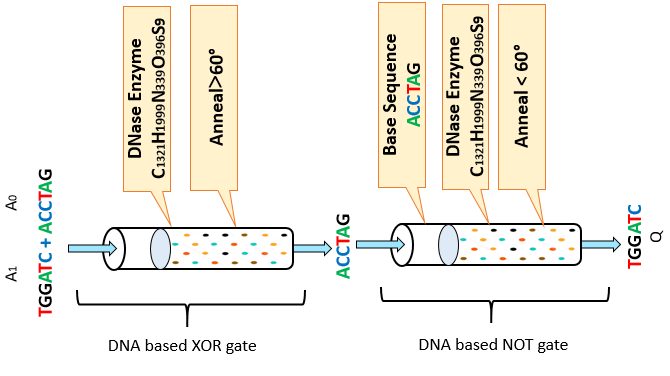 A₁ A₀
TGGATC + ACCTAG
DNase Enzyme
C₁₃₂₁H₁₉₉₉N₃₃₉O₃₉₆S₉
Anneal>60°
ACCTAG
Base Sequence
ACCTAG
DNase Enzyme
C₁₃₂₁H₁₉₉₉N₃₃₉O₃₉₆S₉
Anneal < 60°
TGGATC
Q
DNA based XOR gate
DNA based NOT gate